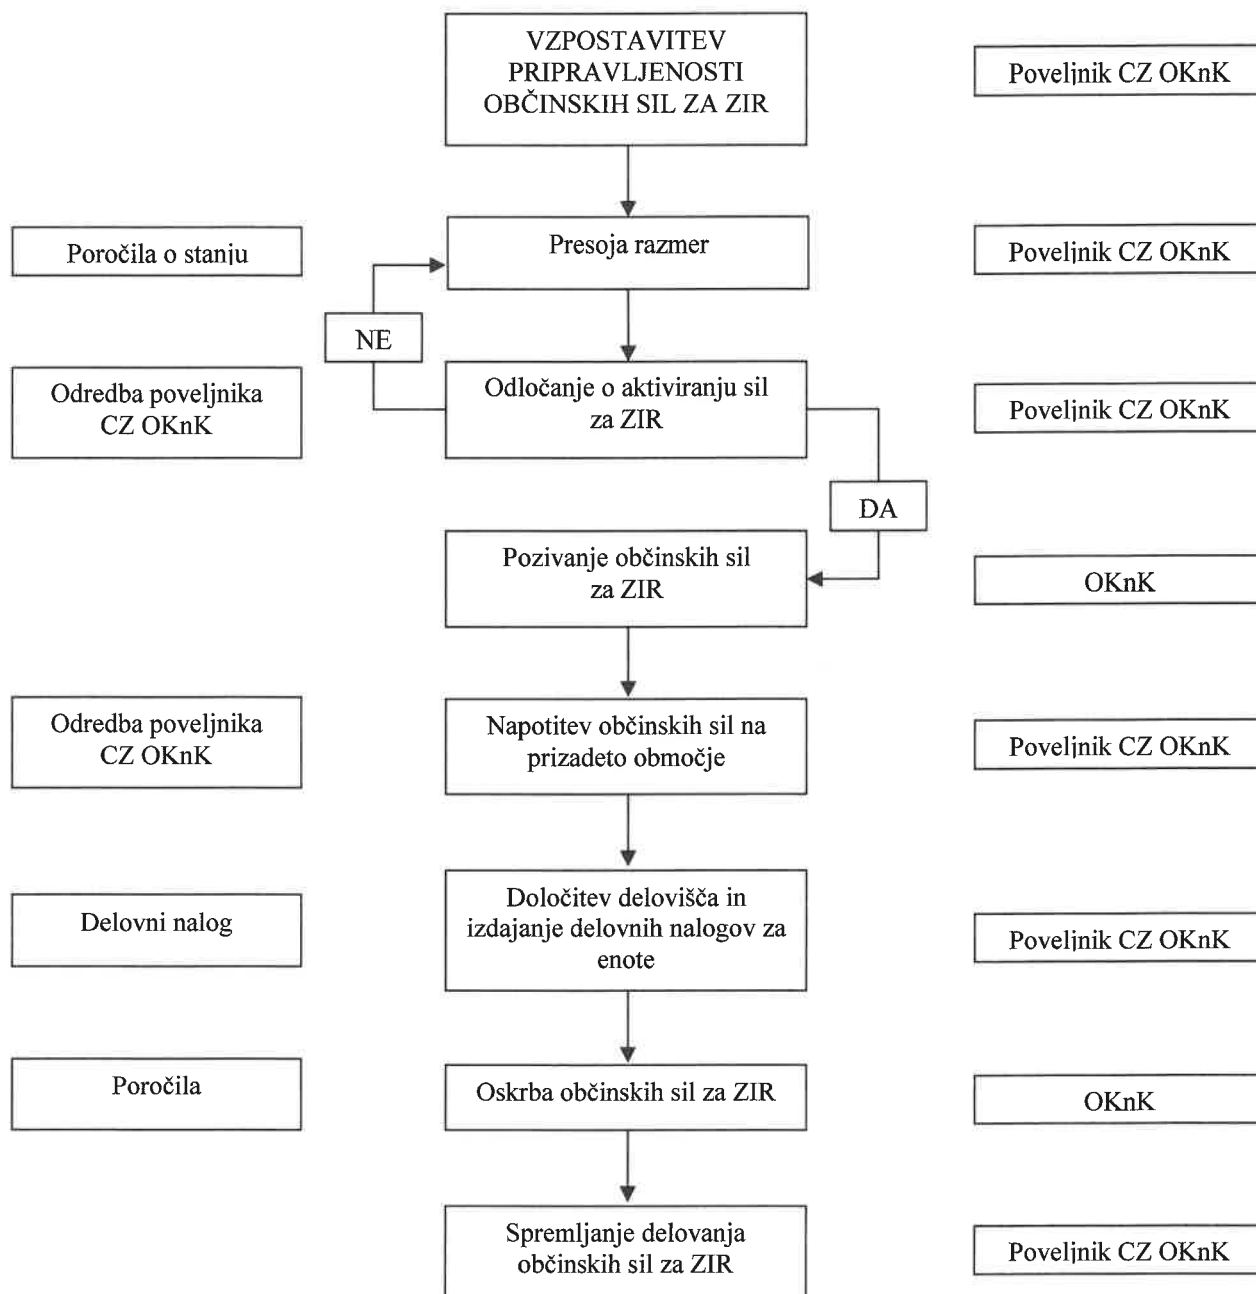 VZPOSTAVITEV
PRIPRAVLJENOSTI
OBČINSKIH SIL ZA ZIR
Poveljnik CZ OKnK
Poročila o stanju
Presoja razmer
Poveljnik CZ OKnK
NE
Odredba poveljnika
CZ OKnK
Odločanje o aktiviranju sil
za ZIR
Poveljnik CZ OKnK
DA
Pozivanje občinskih sil
za ZIR
OKnK
Odredba poveljnika
CZ OKnK
Napotitev občinskih sil na
prizadeto območje
Poveljnik CZ OKnK
Delovni nalog
Določitev delovišča in
izdajanje delovnih nalogov za
enote
Poveljnik CZ OKnK
Poročila
Oskrba občinskih sil za ZIR
OKnK
Spremljanje delovanja
občinskih sil za ZIR
Poveljnik CZ OKnK